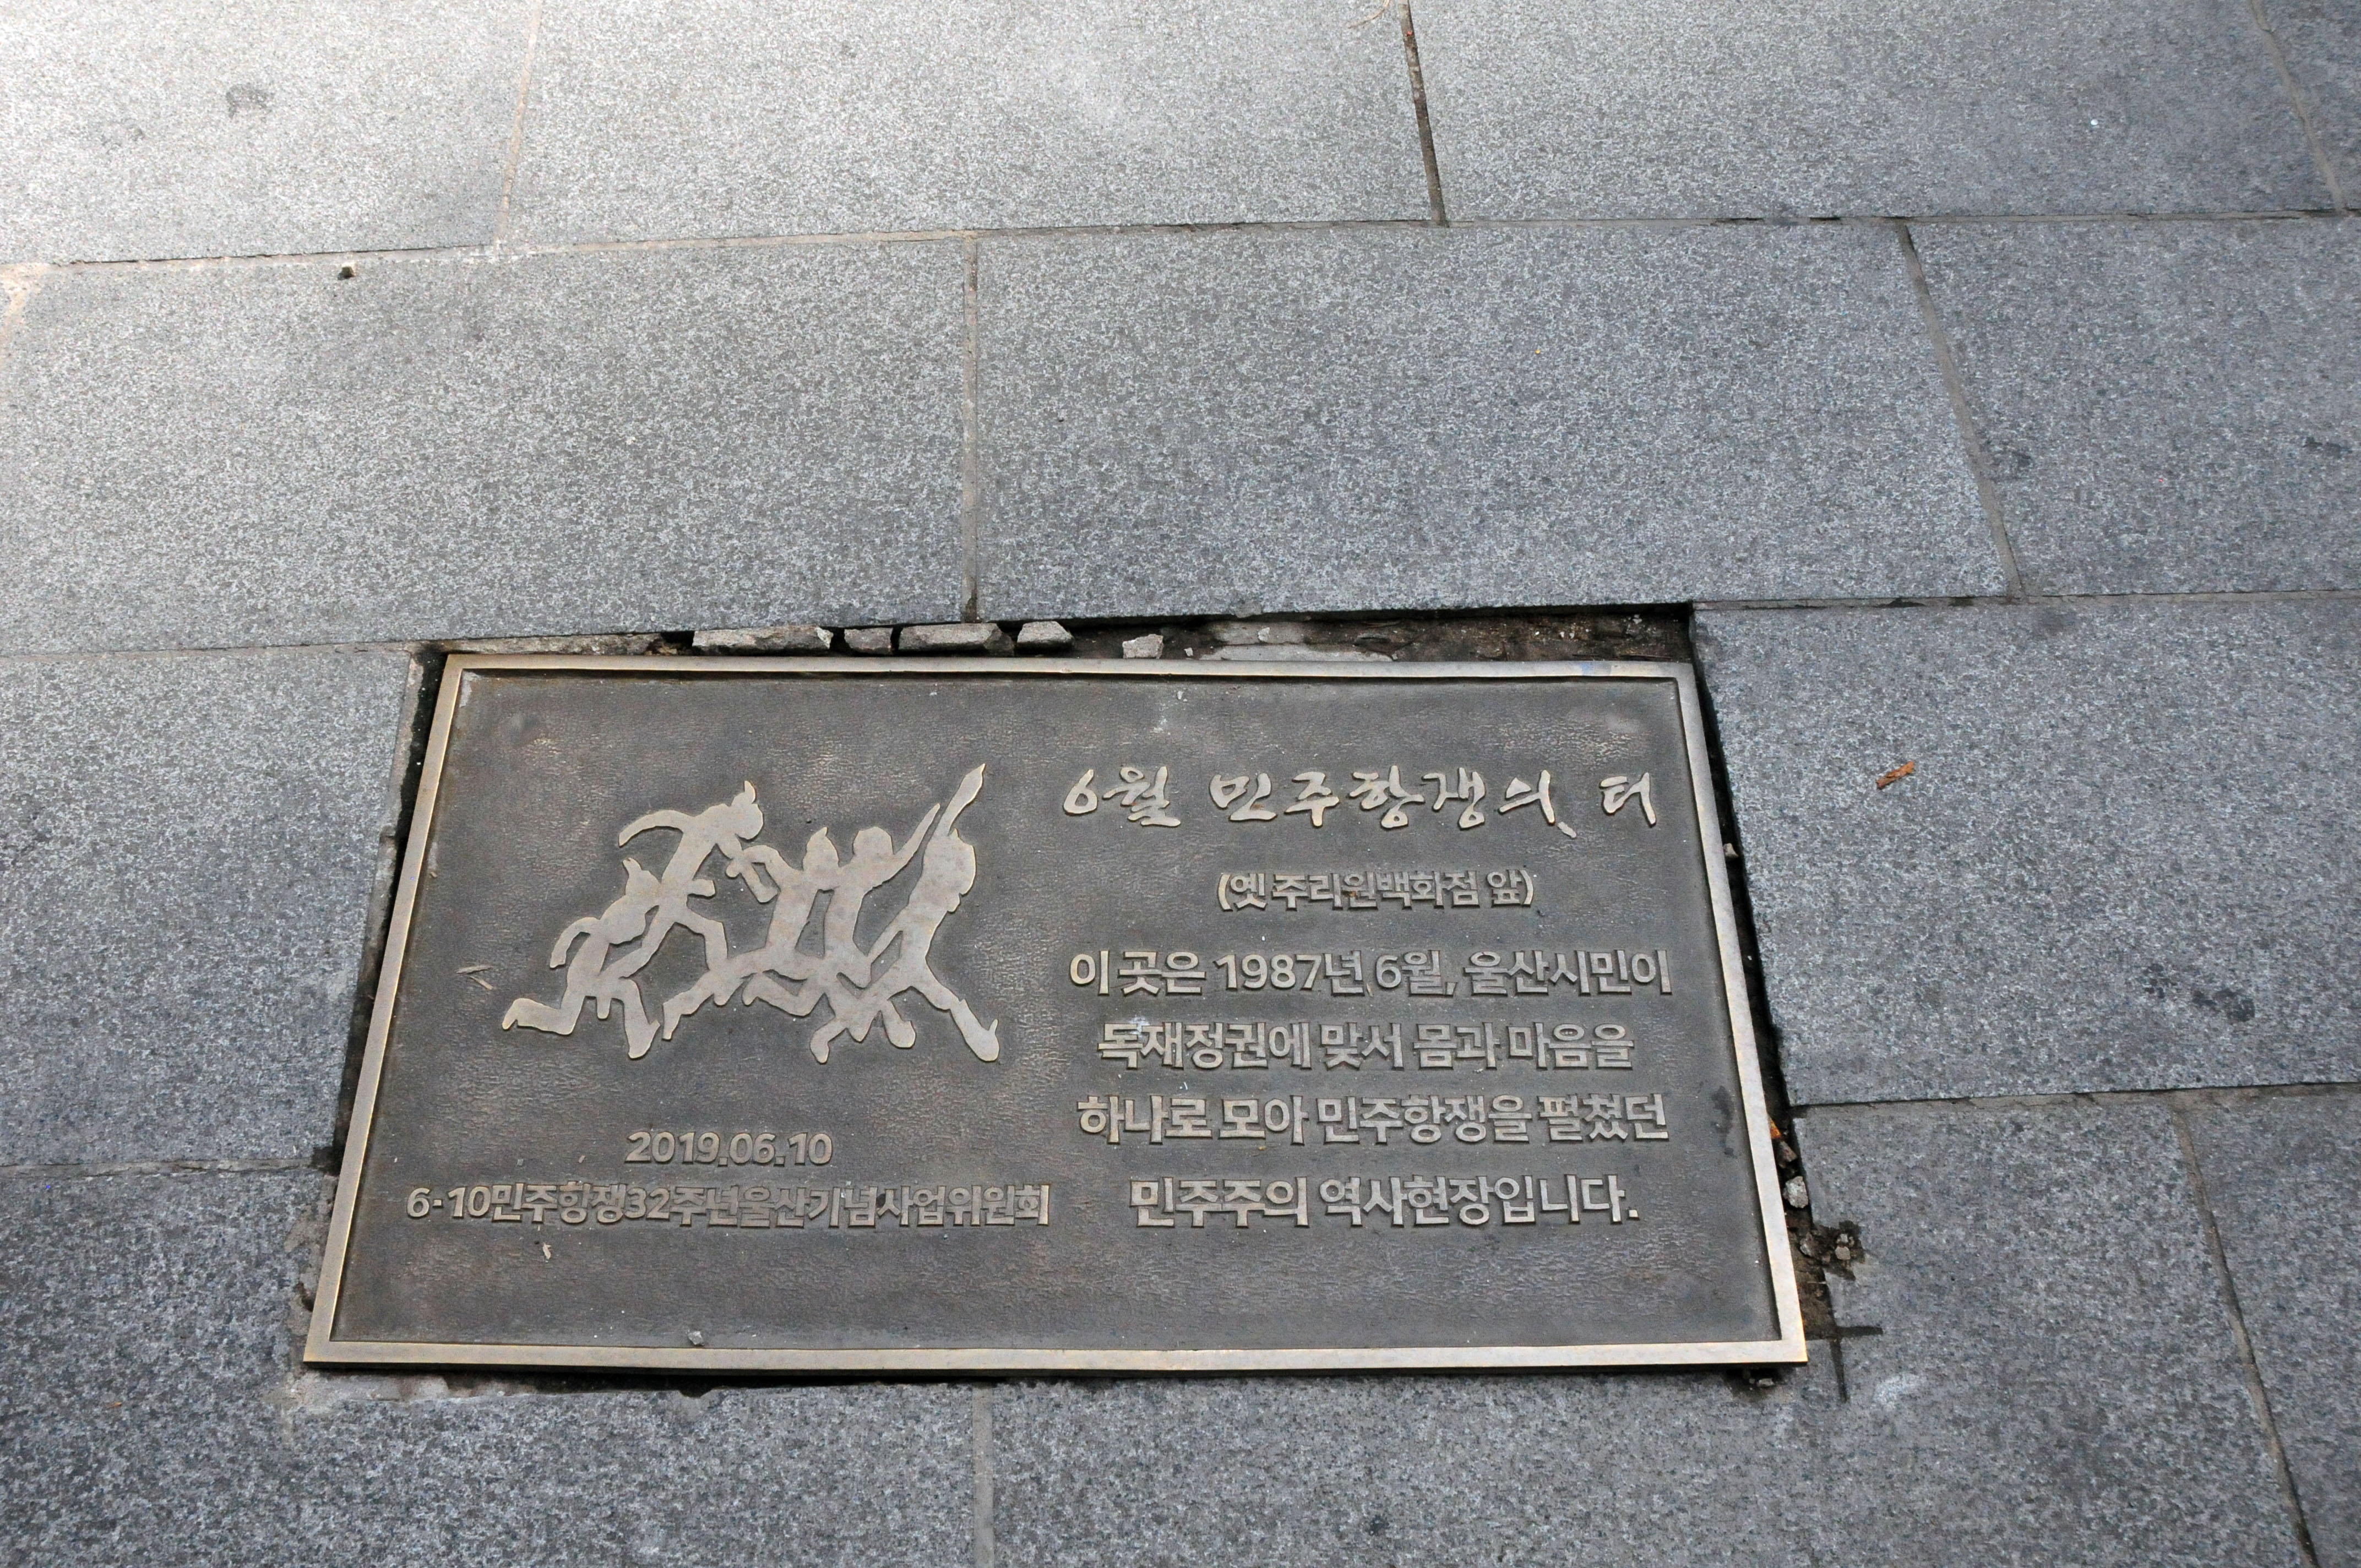 6월 민주항쟁의 터
(옛 주리원백화점 앞)
이 곳은 1987년 6월, 울산시민이
독재정권에 맞서 몸과 마음을
하나로 모아 민주항쟁을 펼쳤던
민주주의 역사현장입니다.
2019.06.10
6·10민주항쟁32주년울산기념사업위원회